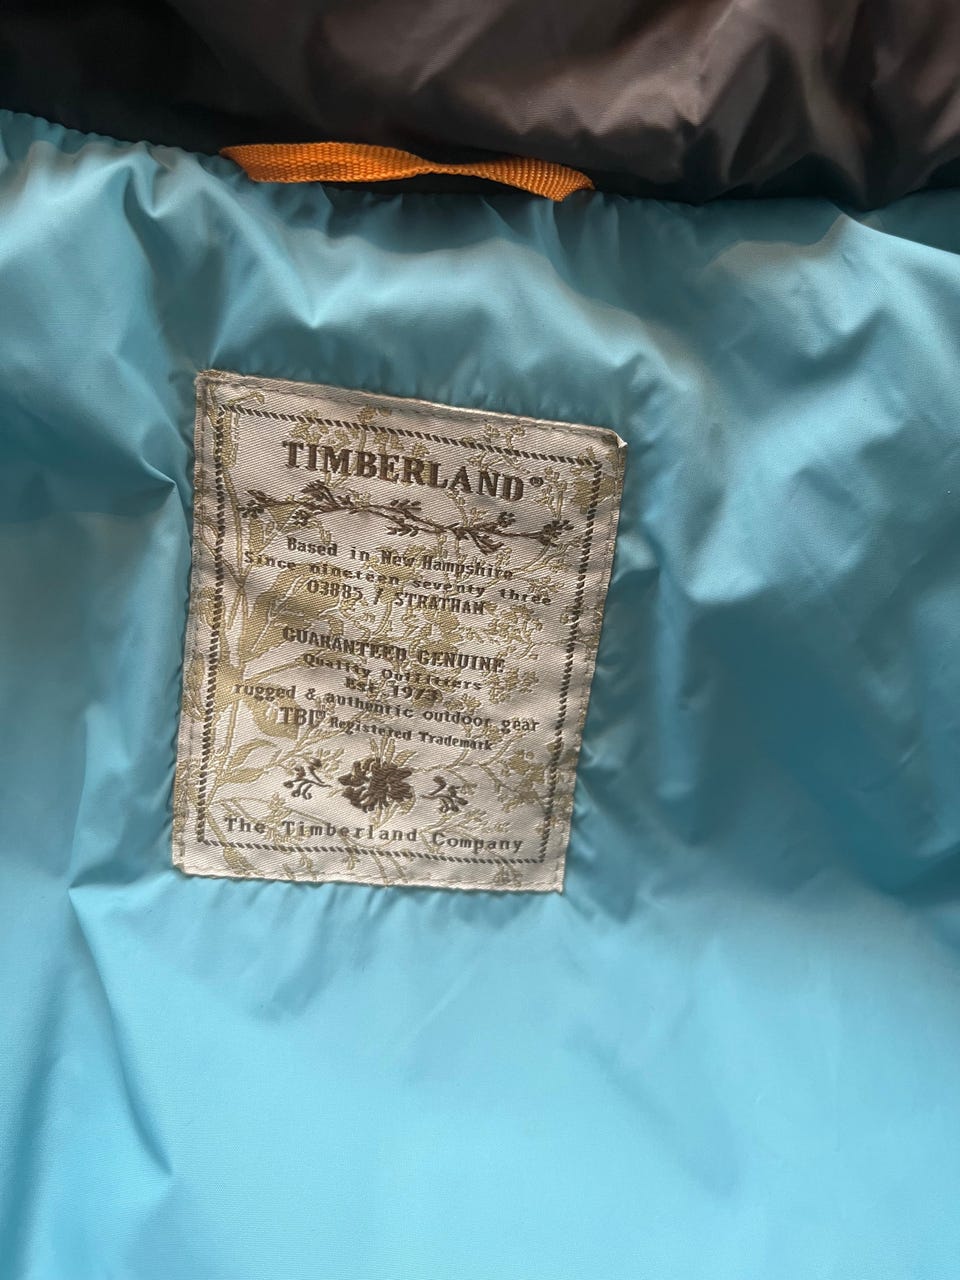 TIMBERLAND®
Based in New Hampshire
Since nineteen seventy three
03885 / STRATHAM
GUARANTEED GENUINE
Quality Outfitters
Est. 1973
rugged & authentic outdoor gear
TBL® Registered Trademark
The Timberland Company